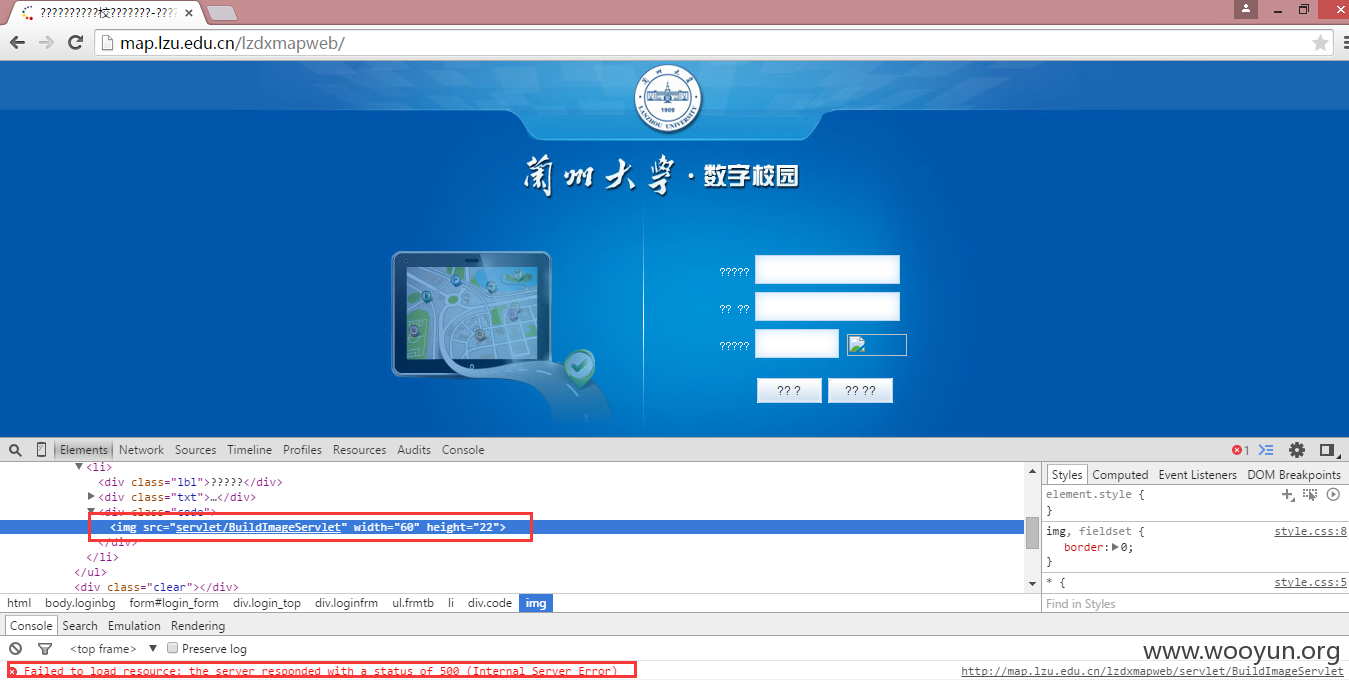 ??????????校???????-????
map.lzu.edu.cn/lzdxmapweb/
兰州大学
1909
LANZHOU UNIVERSITY
蘭州大學·数字校园
?????
?? ??
?????
?? ?
?? ??
Elements Network Sources Timeline Profiles Resources Audits Console
1
<li>
<div class="lbl">?????</div>
<div class="txt">…</div>
<div class="code">
<img src="servlet/BuildImageServlet" width="60" height="22">
</div>
</li>
</ul>
<div class="clear"></div>
html body.loginbg form#login_form div.login_top div.loginfrm ul.frmtb li div.code img
Styles Computed Event Listeners DOM Breakpoints
element.style {
}
img, fieldset { style.css:8
border: 0;
}
* { style.css:5
Find in Styles
Console Search Emulation Rendering
<top frame> Preserve log
www.wooyun.org
Failed to load resource: the server responded with a status of 500 (Internal Server Error) http://map.lzu.edu.cn/lzdxmapweb/servlet/BuildImageServlet